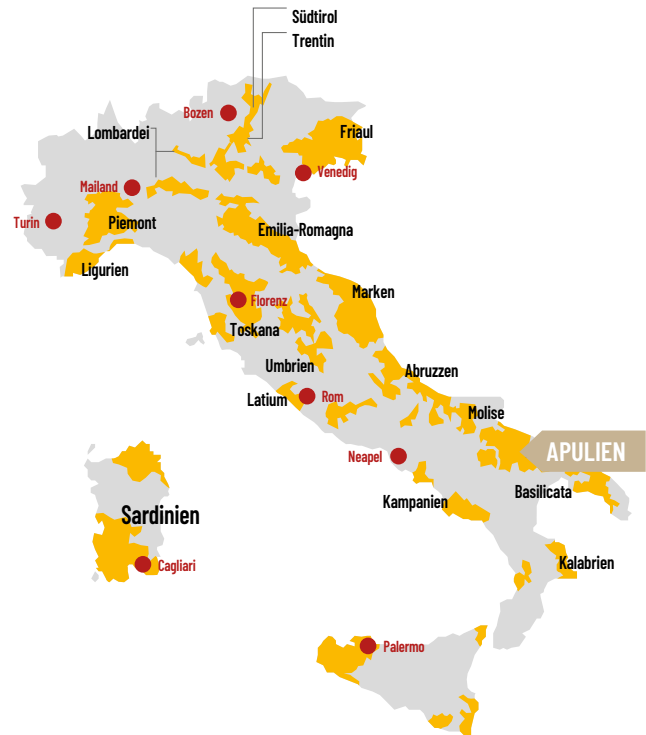 Südtirol
Trentin
Bozen
Lombardei
Friaul
Venedig
Mailand
Turin
Piemont
Emilia-Romagna
Ligurien
Marken
Florenz
Toskana
Umbrien
Abruzzen
Latium
Rom
Molise
APULIEN
Neapel
Basilicata
Kampanien
Sardinien
Kalabrien
Cagliari
Palermo